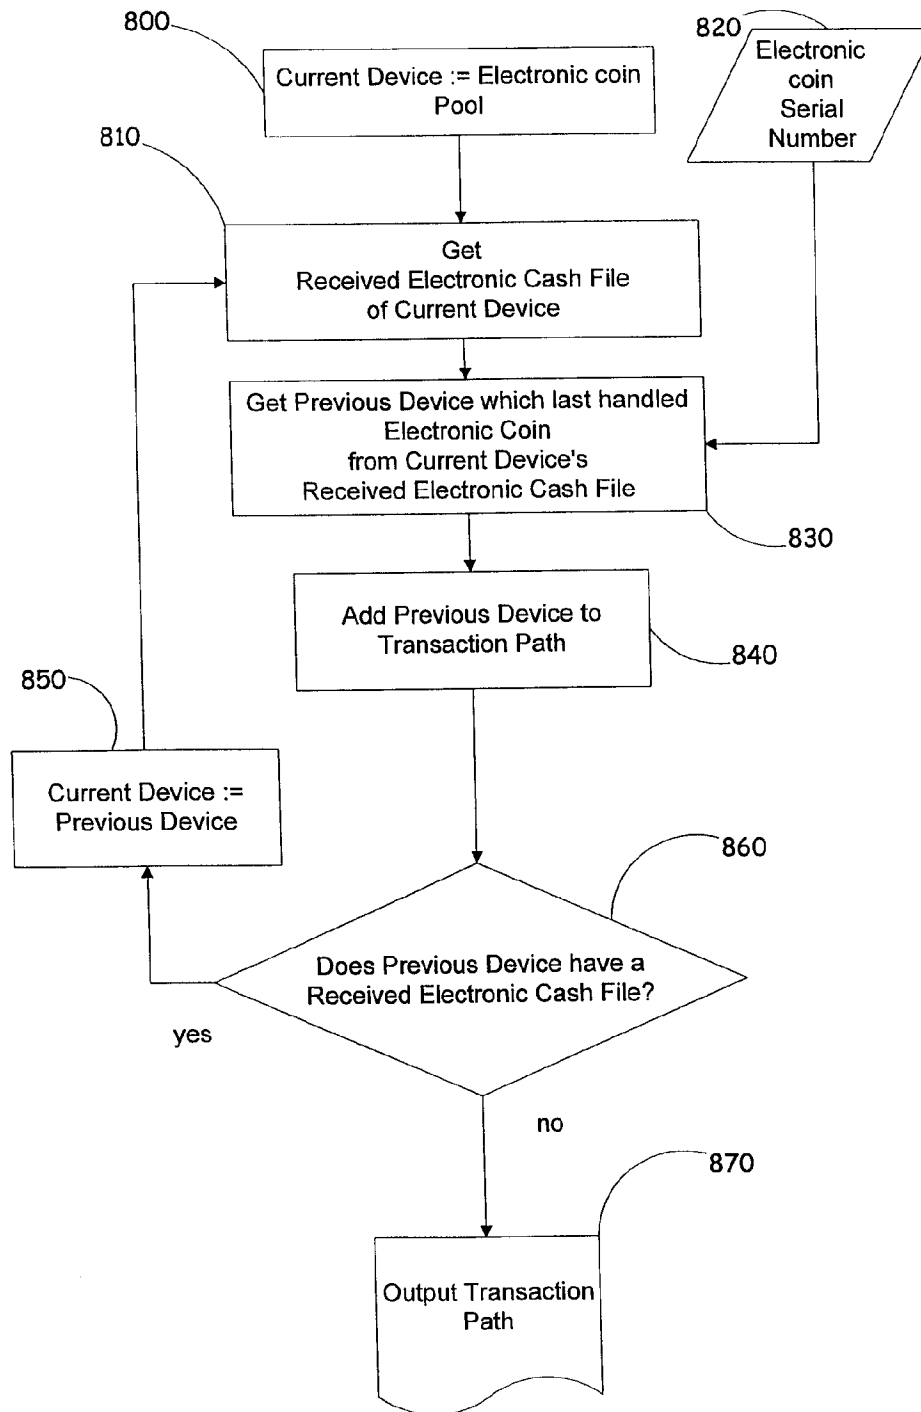 800
Current Device := Electronic coin
Pool
820
Electronic
coin
Serial
Number
810
Get
Received Electronic Cash File
of Current Device
Get Previous Device which last handled
Electronic Coin
from Current Device's
Received Electronic Cash File
830
Add Previous Device to
Transaction Path
840
850
Current Device :=
Previous Device
860
Does Previous Device have a
Received Electronic Cash File?
yes
no
870
Output Transaction
Path